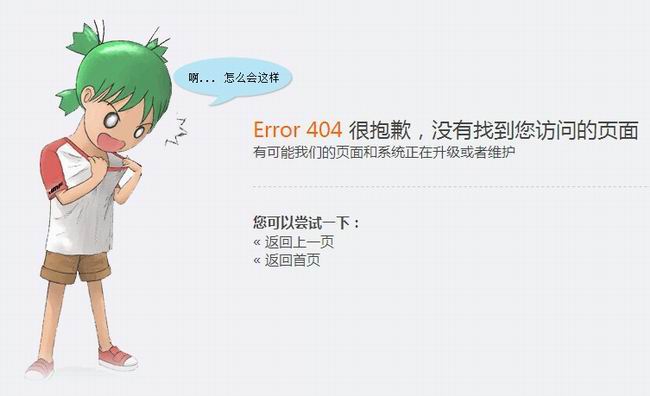 啊... 怎么会这样
Error 404 很抱歉，没有找到您访问的页面
有可能我们的页面和系统正在升级或者维护
您可以尝试一下：
« 返回上一页
« 返回首页